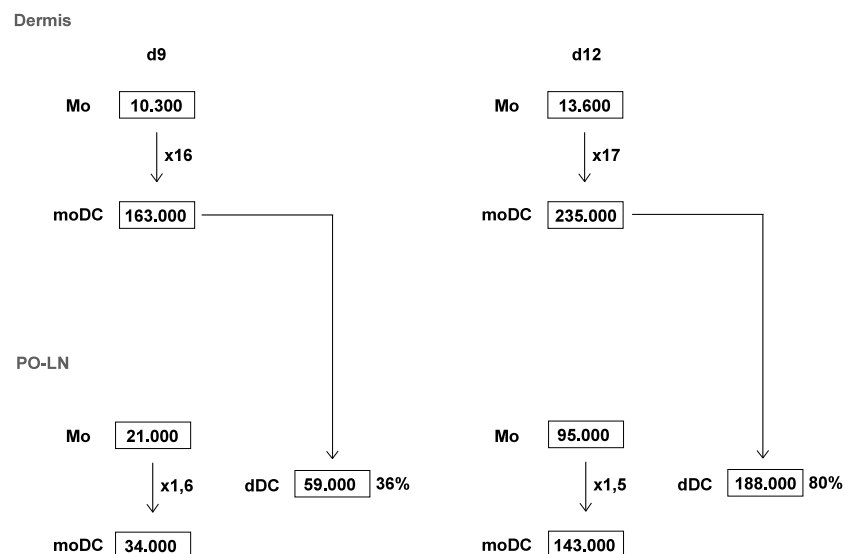 Dermis
d9 d12
Mo 10.300 Mo 13.600
x16 x17
moDC 163.000 moDC 235.000
PO-LN
Mo 21.000 Mo 95.000
x1,6 dDC 59.000 36% x1,5 dDC 188.000 80%
moDC 34.000 moDC 143.000